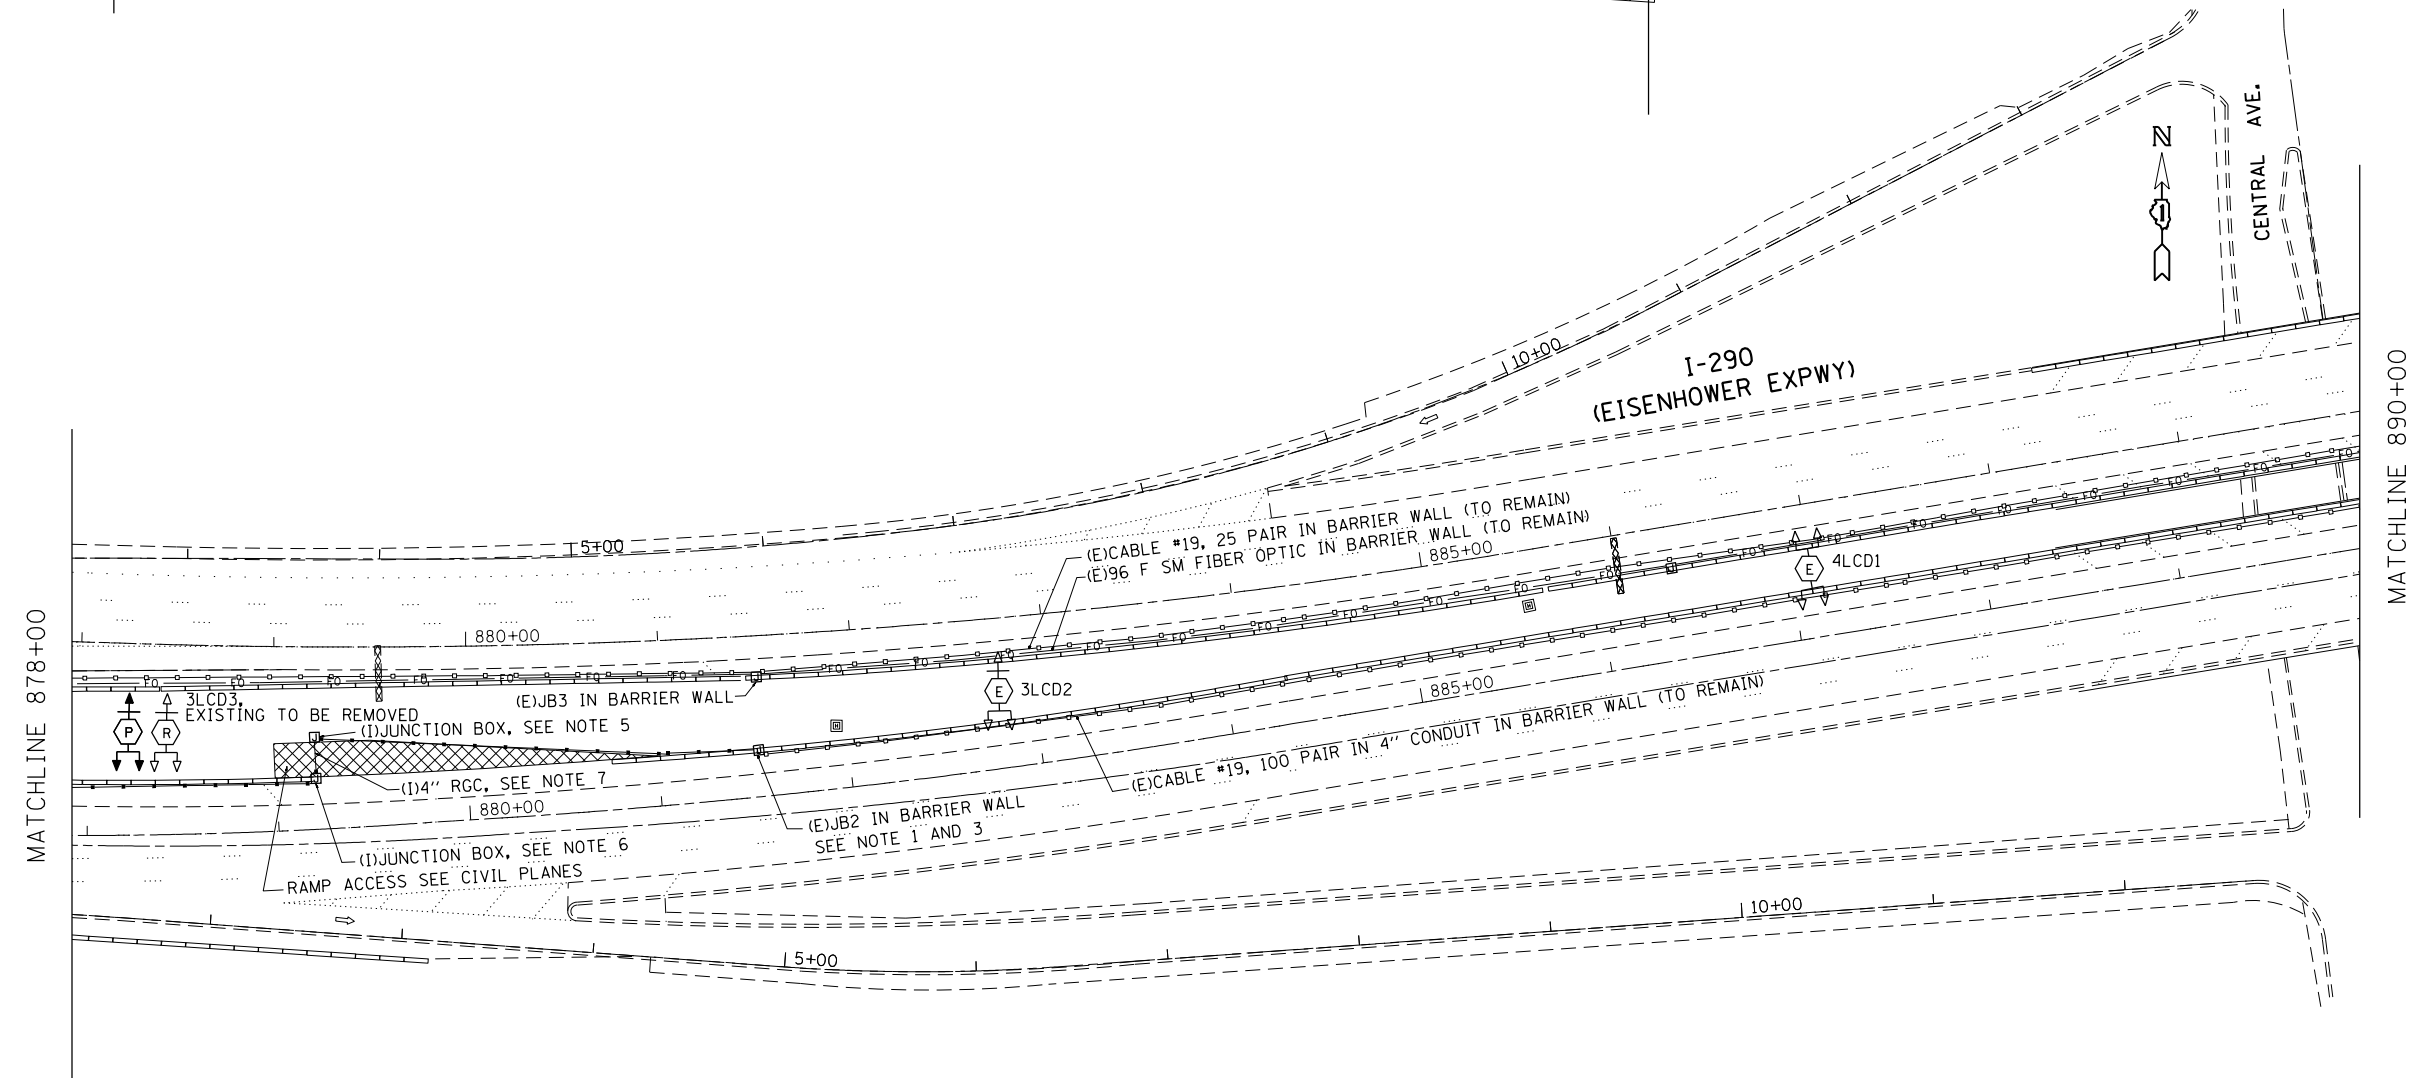 N
CENTRAL AVE.
10+00
I-290
(EISENHOWER EXPWY)
MATCHLINE 890+00
(E)CABLE #19, 25 PAIR IN BARRIER WALL (TO REMAIN)
(E)96 F SM FIBER OPTIC IN BARRIER WALL (TO REMAIN)
5+00
885+00
E
4LCD1
880+00
MATCHLINE 878+00
FO
(E)JB3 IN BARRIER WALL
E
3LCD2
3LCD3,
EXISTING TO BE REMOVED
P
R
(I)JUNCTION BOX, SEE NOTE 5
885+00
(E)CABLE #19, 100 PAIR IN 4" CONDUIT IN BARRIER WALL (TO REMAIN)
(I)4" RGC, SEE NOTE 7
880+00
(E)JB2 IN BARRIER WALL
SEE NOTE 1 AND 3
(I)JUNCTION BOX, SEE NOTE 6
RAMP ACCESS SEE CIVIL PLANES
10+00
5+00